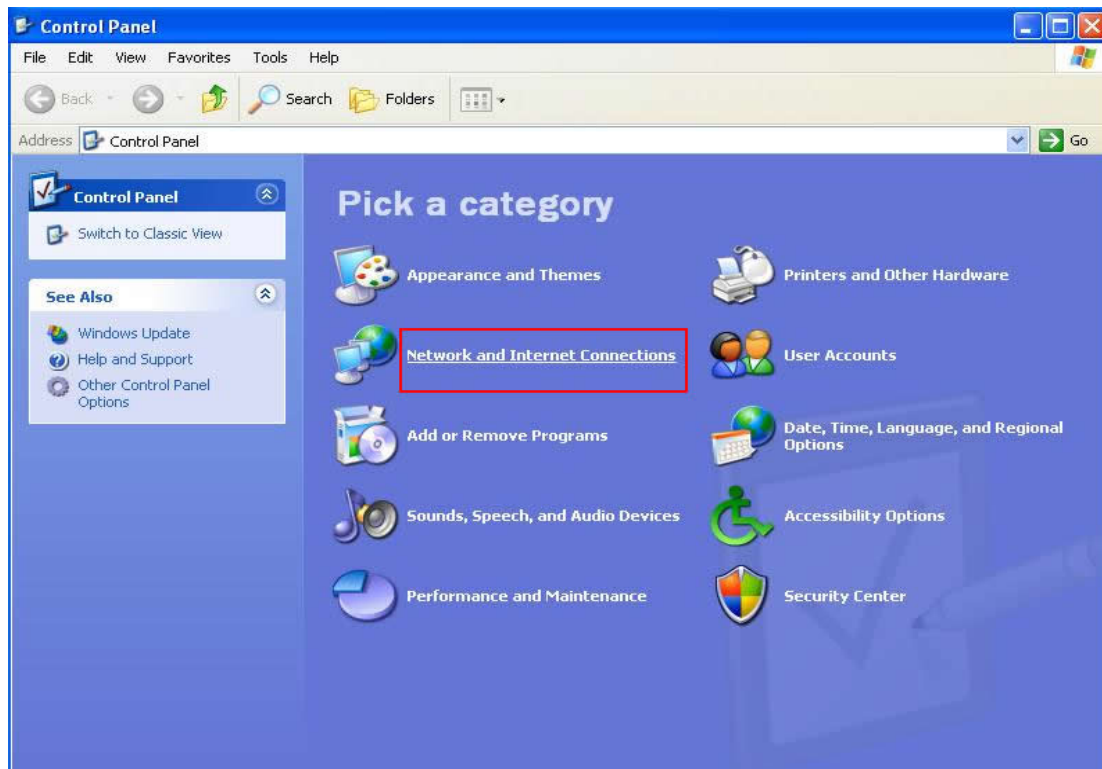 Control Panel
File Edit View Favorites Tools Help
Back Search Folders
Address Control Panel Go
Control Panel
Switch to Classic View
See Also
Windows Update
Help and Support
Other Control Panel
Options
Pick a category
Appearance and Themes
Printers and Other Hardware
Network and Internet Connections
User Accounts
Add or Remove Programs
Date, Time, Language, and Regional
Options
Sounds, Speech, and Audio Devices
Accessibility Options
Performance and Maintenance
Security Center